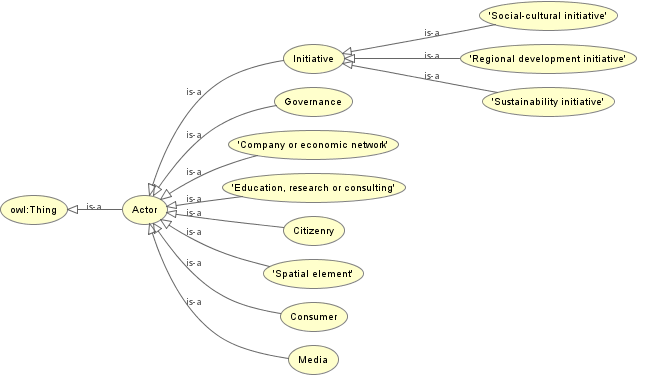 'Social-cultural initiative'
is-a
Initiative
is-a
'Regional development initiative'
is-a
'Sustainability initiative'
is-a
Governance
is-a
'Company or economic network'
is-a
'Education, research or consulting'
is-a
owl:Thing
is-a
Actor
is-a
Citizenry
is-a
'Spatial element'
is-a
Consumer
is-a
Media